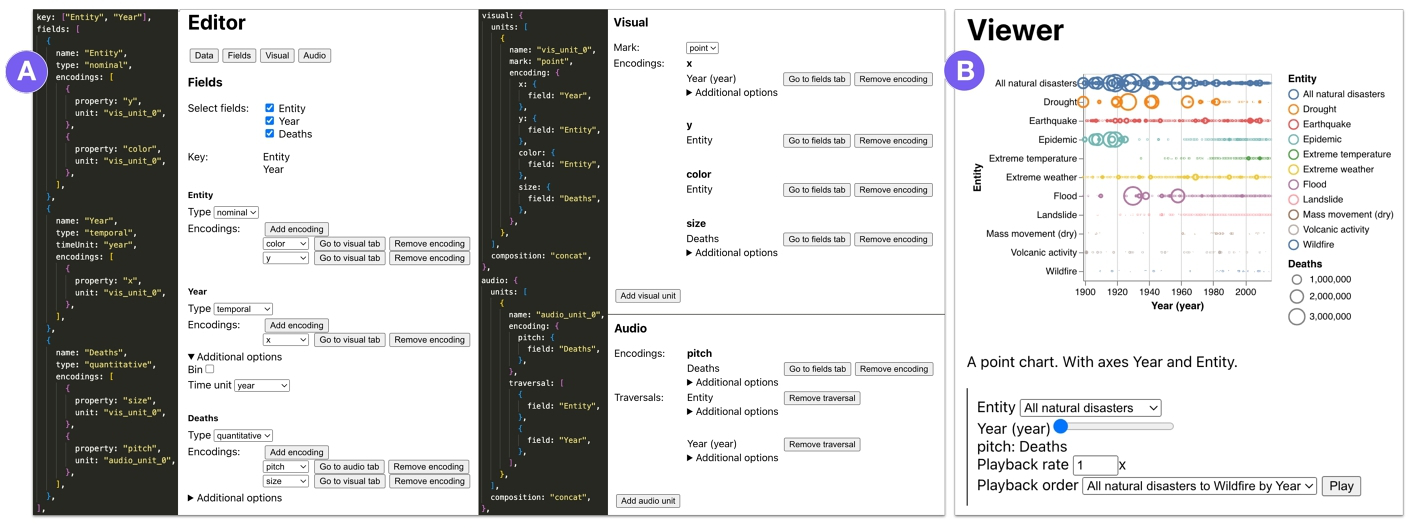 A
key: ["Entity", "Year"],
fields: [
{
name: "Entity",
type: "nominal",
encodings: [
{
property: "y",
unit: "vis_unit_0",
},
{
property: "color",
unit: "vis_unit_0",
},
],
},
{
name: "Year",
type: "temporal",
timeUnit: "year",
encodings: [
{
property: "x",
unit: "vis_unit_0",
},
],
},
{
name: "Deaths",
type: "quantitative",
encodings: [
{
property: "size",
unit: "vis_unit_0",
},
{
property: "pitch",
unit: "audio_unit_0",
},
],
},
],
Editor
Data Fields Visual Audio
Fields
Select fields: Entity
Year
Deaths
Key: Entity
Year
Entity
Type nominal
Encodings: Add encoding
color Go to visual tab Remove encoding
y Go to visual tab Remove encoding
Year
Type temporal
Encodings: Add encoding
x Go to visual tab Remove encoding
▼ Additional options
Bin
Time unit year
Deaths
Type quantitative
Encodings: Add encoding
pitch Go to audio tab Remove encoding
size Go to visual tab Remove encoding
▶ Additional options
visual: {
units: [
{
name: "vis_unit_0",
mark: "point",
encoding: {
x: {
field: "Year",
},
y: {
field: "Entity",
},
color: {
field: "Entity",
},
size: {
field: "Deaths",
},
},
},
],
composition: "concat",
},
audio: {
units: [
{
name: "audio_unit_0",
encoding: {
pitch: {
field: "Deaths",
},
},
traversal: [
{
field: "Entity",
},
{
field: "Year",
},
],
},
],
composition: "concat",
},
Visual
Mark: point
Encodings: x
Year (year) Go to fields tab Remove encoding
▶ Additional options
y
Entity Go to fields tab Remove encoding
color
Entity Go to fields tab Remove encoding
size
Deaths Go to fields tab Remove encoding
▶ Additional options
Add visual unit
Audio
Encodings: pitch
Deaths Go to fields tab Remove encoding
▶ Additional options
Traversals: Entity Remove traversal
▶ Additional options
Year (year) Remove traversal
▶ Additional options
Add audio unit
B
Viewer
Entity
All natural disasters
Drought
Earthquake
Epidemic
Extreme temperature
Extreme weather
Flood
Landslide
Mass movement (dry)
Volcanic activity
Wildfire
1900 1920 1940 1960 1980 2000
Year (year)
Entity
All natural disasters
Drought
Earthquake
Epidemic
Extreme temperature
Extreme weather
Flood
Landslide
Mass movement (dry)
Volcanic activity
Wildfire
Deaths
1,000,000
2,000,000
3,000,000
A point chart. With axes Year and Entity.
Entity All natural disasters
Year (year)
pitch: Deaths
Playback rate 1 x
Playback order All natural disasters to Wildfire by Year Play